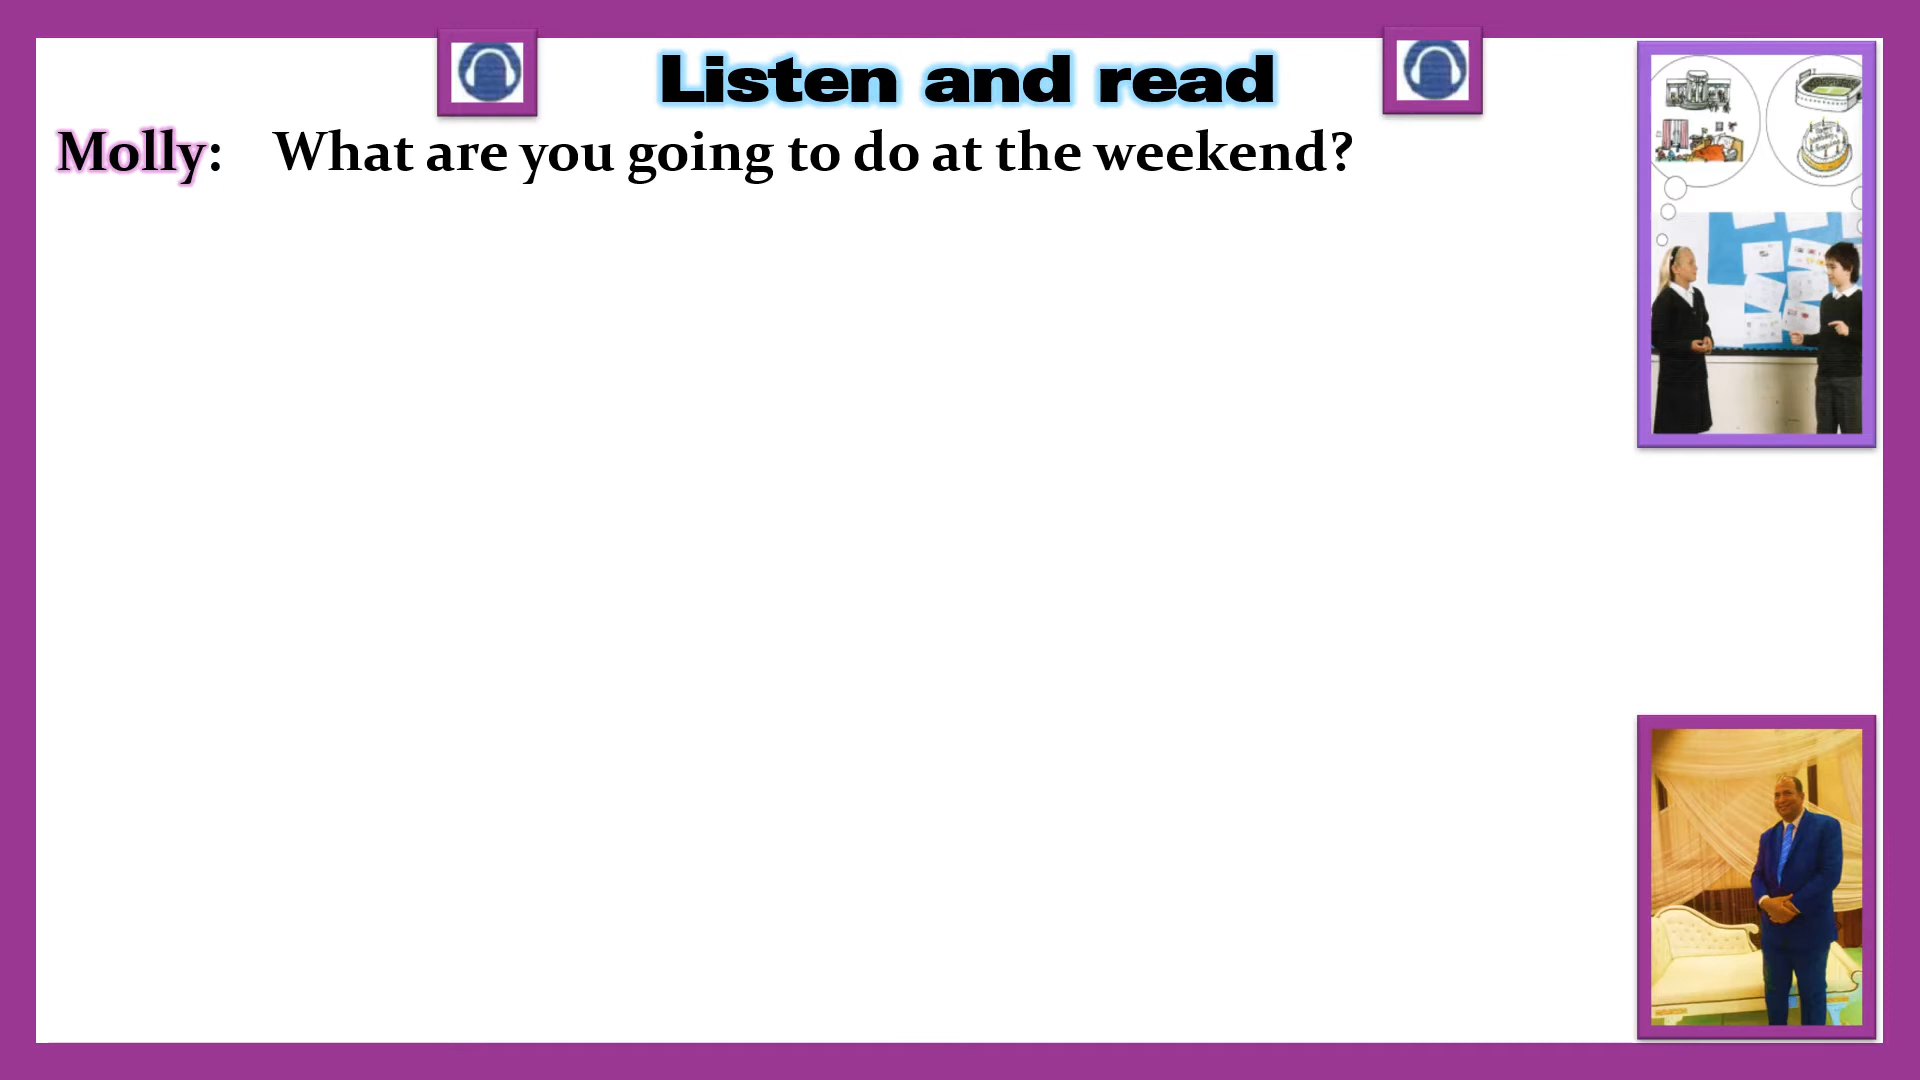 Listen and read
Molly: What are you going to do at the weekend?